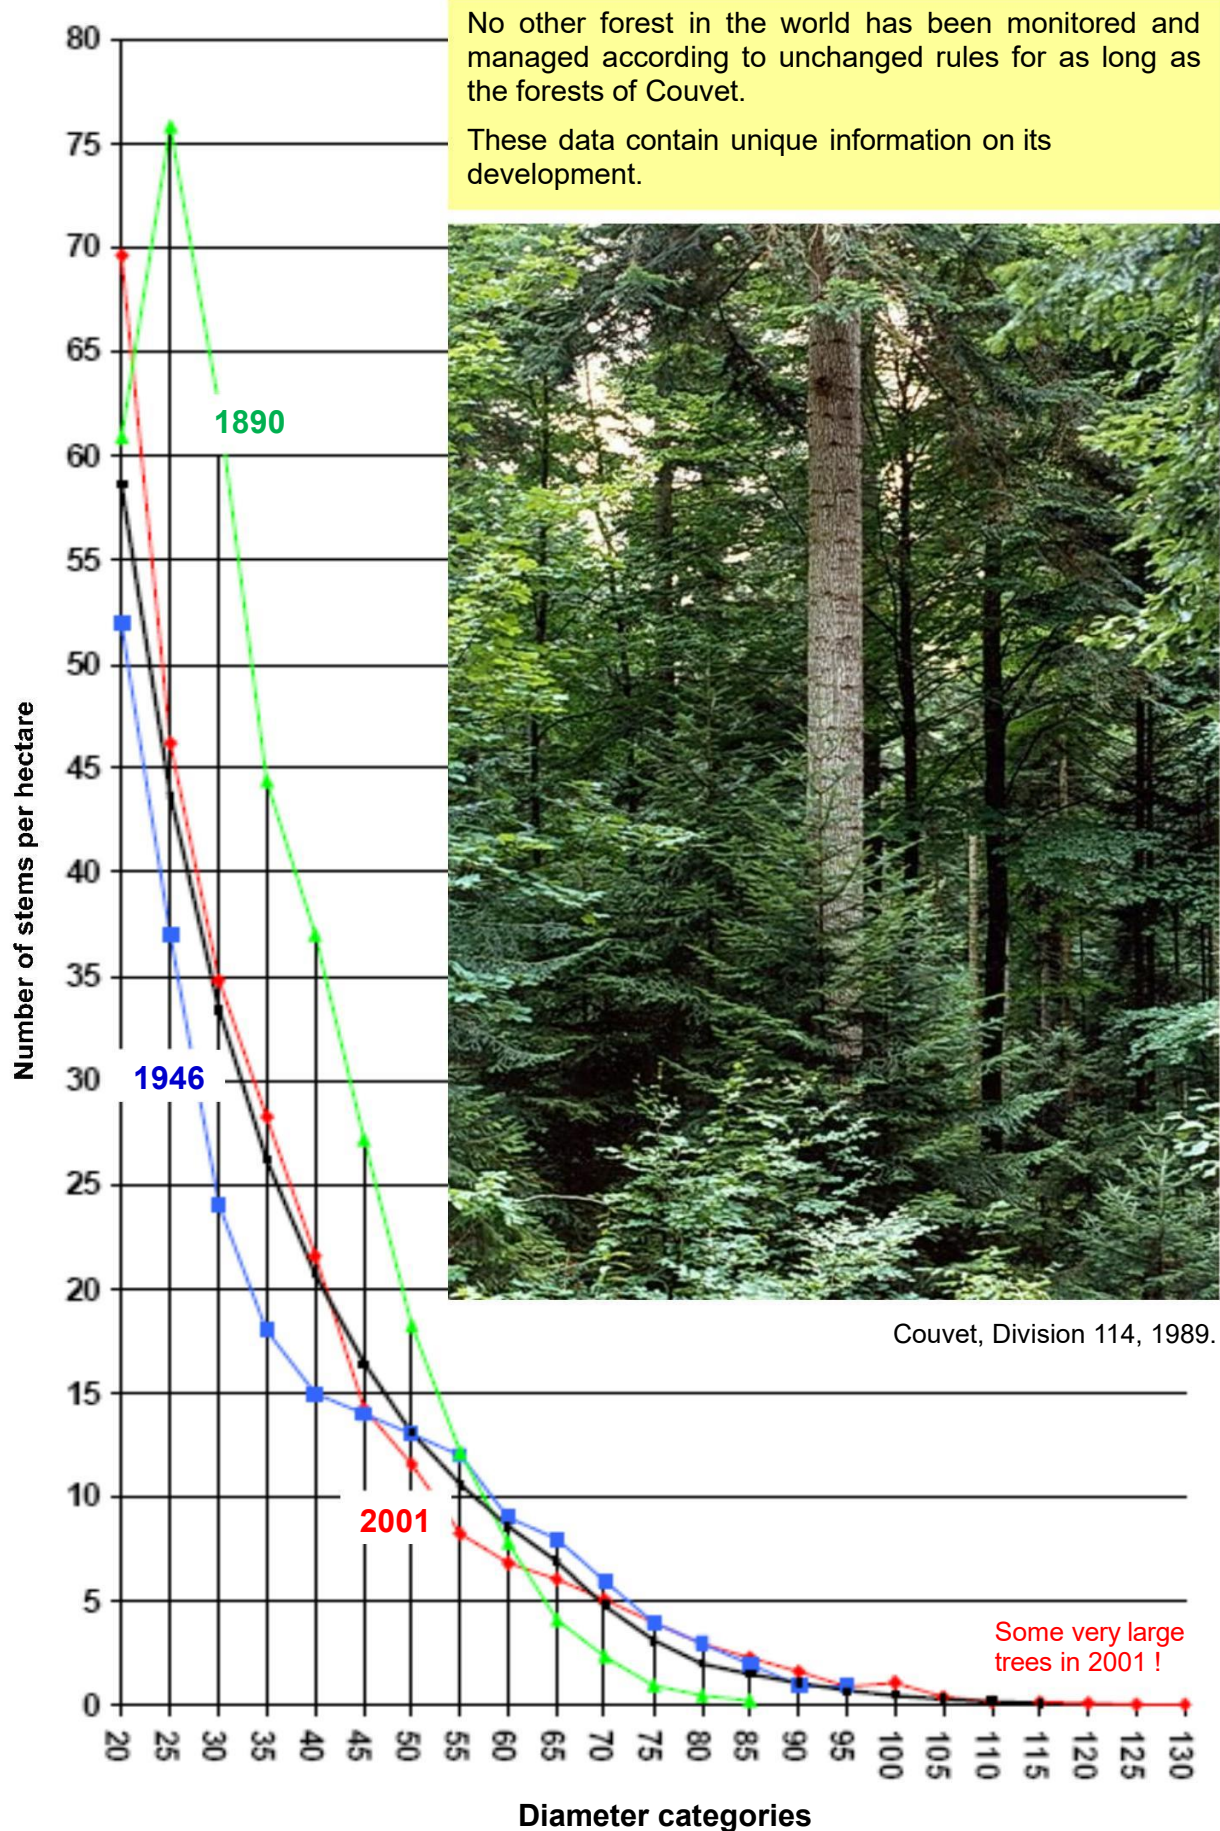 No other forest in the world has been monitored and
managed according to unchanged rules for as long as
the forests of Couvet.
These data contain unique information on its
development.
80
75
70
65
60
55
50
45
40
35
30
25
20
15
10
5
0
Number of stems per hectare
1890
1946
2001
Couvet, Division 114, 1989.
Some very large
trees in 2001 !
20 25 30 35 40 45 50 55 60 65 70 75 80 85 90 95 100 105 110 115 120 125 130
Diameter categories